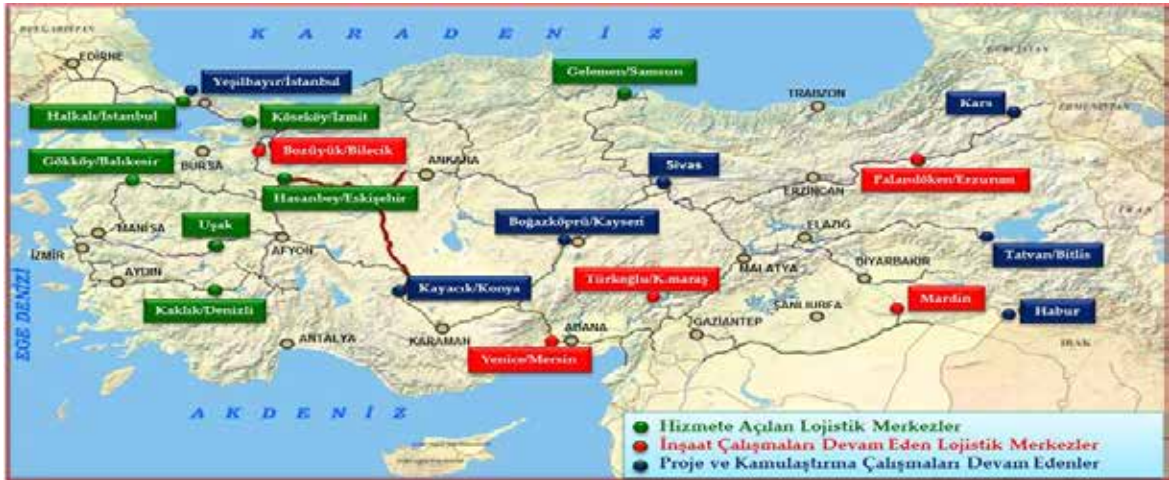 K A R A D E N İ Z
EDİRNE
Yeşilbayır/İstanbul
Gelemen/Samsun
TRABZON
Kars
Halkalı/İstanbul
Köseköy/İzmit
BURSA
Bozüyük/Bilecik
ANKARA
Gökköy/Balıkesir
Sivas
Palandöken/Erzurum
ERZİNCAN
Hasanbey/Eskişehir
Boğazköprü/Kayseri
İRAN
MANİSA
Uşak
ELAZIĞ
İZMİR
AFYON
Tatvan/Bitlis
MALATYA
DİYARBAKIR
AYDIN
Kayacık/Konya
Türkoğlu/K.maraş
Mardin
EGE DENİZİ
Kaklık/Denizli
ŞANLIURFA
Habur
GAZİANTEP
ANTALYA
KARAMAN
ADANA
IRAK
Yenice/Mersin
A K D E N İ Z
Hizmete Açılan Lojistik Merkezler
İnşaat Çalışmaları Devam Eden Lojistik Merkezler
Proje ve Kamulaştırma Çalışmaları Devam Edenler